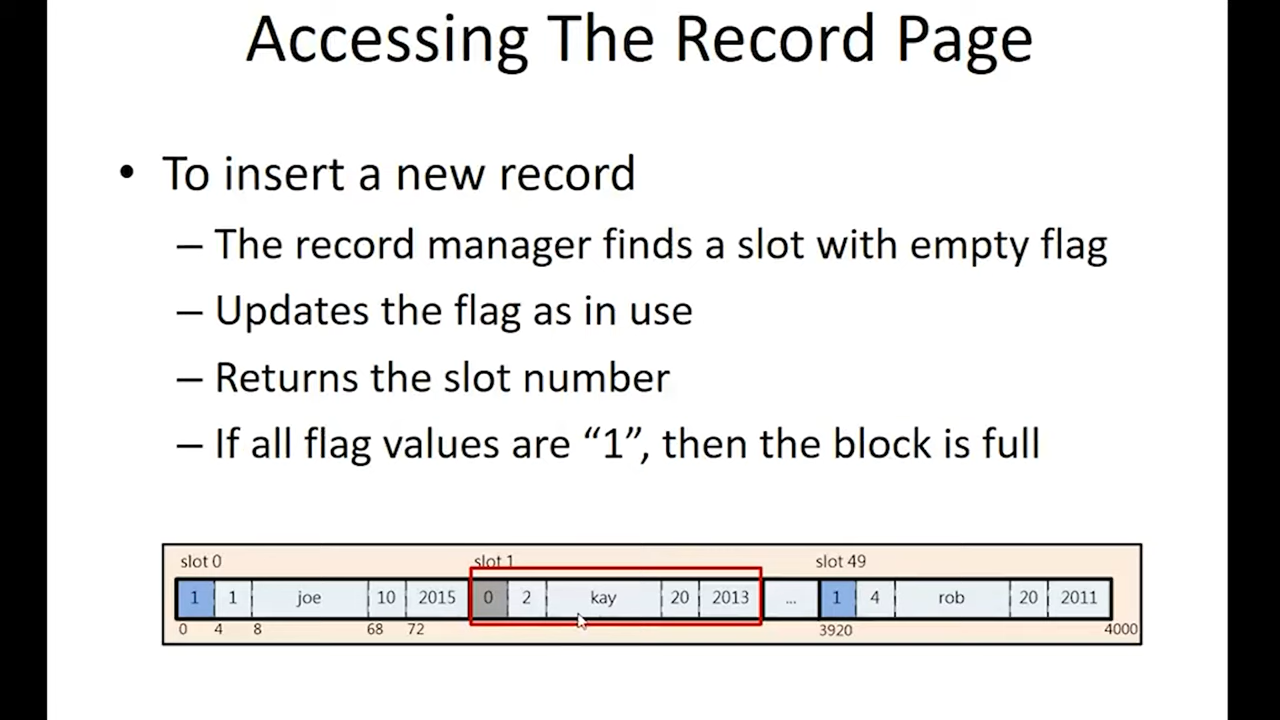 Accessing The Record Page
• To insert a new record
– The record manager finds a slot with empty flag
– Updates the flag as in use
– Returns the slot number
– If all flag values are “1”, then the block is full
slot 0 slot 1 slot 49
1 1 joe 10 2015 0 2 kay 20 2013 ... 1 4 rob 20 2011
0 4 8 68 72 3920 4000